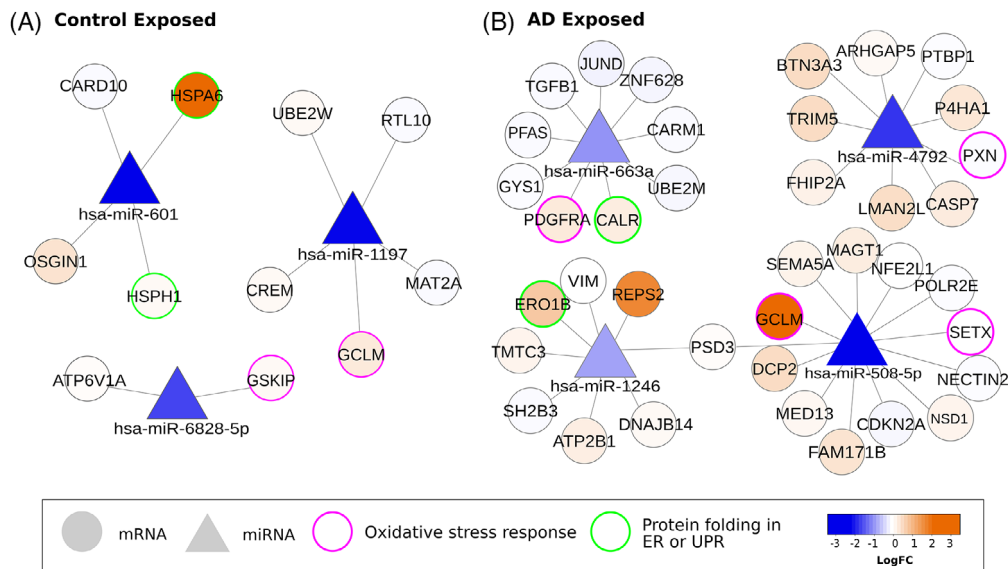 (A) Control Exposed
CARD10
HSPA6
hsa-miR-601
OSGIN1
HSPH1
UBE2W
RTL10
hsa-miR-1197
CREM
MAT2A
GCLM
ATP6V1A
GSKIP
hsa-miR-6828-5p
(B) AD Exposed
JUND
TGFB1
ZNF628
PFAS
CARM1
hsa-miR-663a
GYS1
UBE2M
PDGFRA
CALR
ARHGAP5
BTN3A3
PTBP1
TRIM5
P4HA1
hsa-miR-4792
PXN
FHIP2A
LMAN2L
CASP7
VIM
ERO1B
REPS2
TMTC3
PSD3
hsa-miR-1246
SH2B3
DNAJB14
ATP2B1
MAGT1
SEMA5A
NFE2L1
POLR2E
GCLM
SETX
DCP2
hsa-miR-508-5p
NECTIN2
MED13
CDKN2A
NSD1
FAM171B
mRNA
miRNA
Oxidative stress response
Protein folding in
ER or UPR
-3 -2 -1 0 1 2 3
LogFC